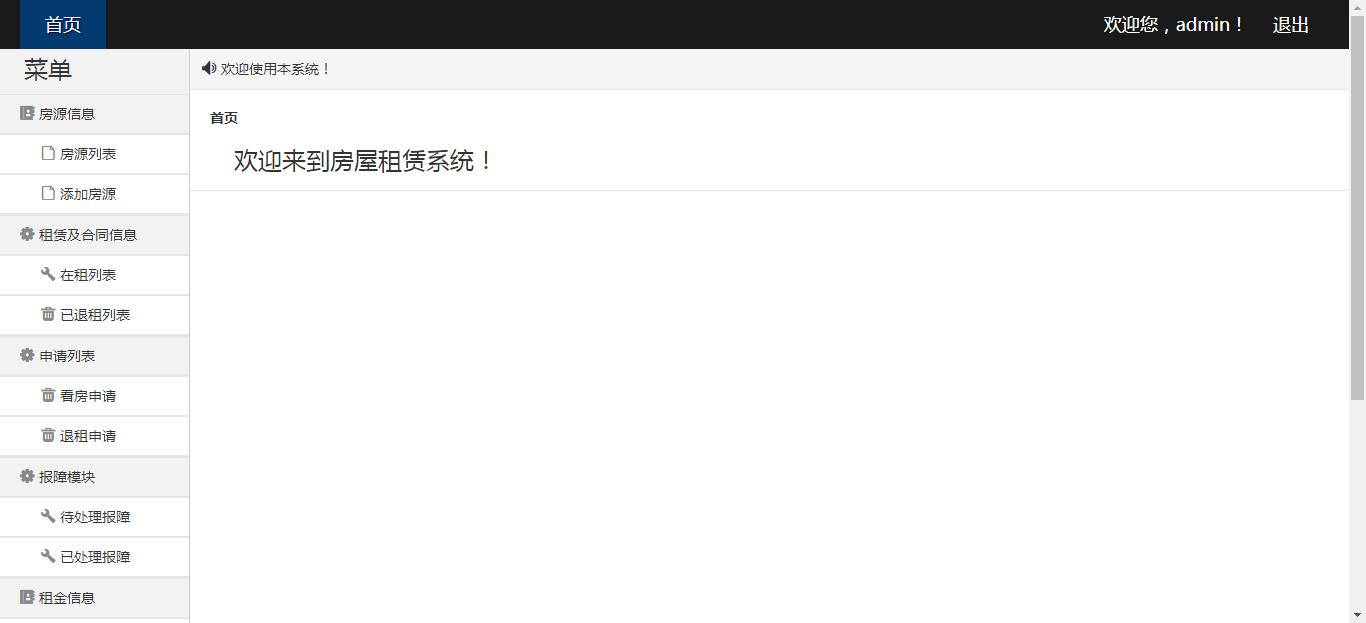 首页
欢迎您，admin！ 退出
菜单
房源信息
房源列表
添加房源
租赁及合同信息
在租列表
已退租列表
申请列表
看房申请
退租申请
报障模块
待处理报障
已处理报障
租金信息
欢迎使用本系统！
首页
欢迎来到房屋租赁系统！